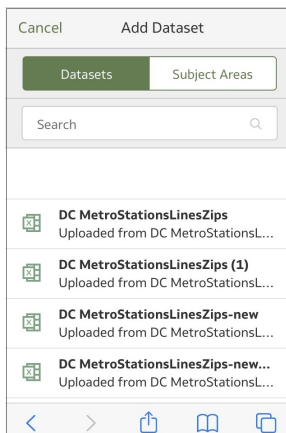 Cancel Add Dataset
Datasets Subject Areas
Search
DC MetroStationsLinesZips
Uploaded from DC MetroStationsL...
DC MetroStationsLinesZips (1)
Uploaded from DC MetroStationsL...
DC MetroStationsLinesZips-new
Uploaded from DC MetroStationsL...
DC MetroStationsLinesZips-new...
Uploaded from DC MetroStationsL...